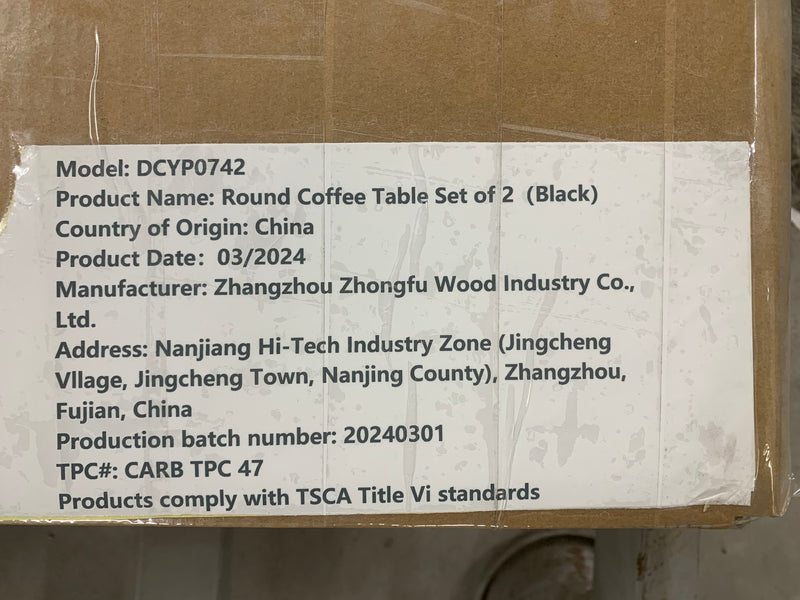 Model: DCYP0742
Product Name: Round Coffee Table Set of 2 (Black)
Country of Origin: China
Product Date: 03/2024
Manufacturer: Zhangzhou Zhongfu Wood Industry Co.,
Ltd.
Address: Nanjiang Hi-Tech Industry Zone (Jingcheng
Vllage, Jingcheng Town, Nanjing County), Zhangzhou,
Fujian, China
Production batch number: 20240301
TPC#: CARB TPC 47
Products comply with TSCA Title Vi standards